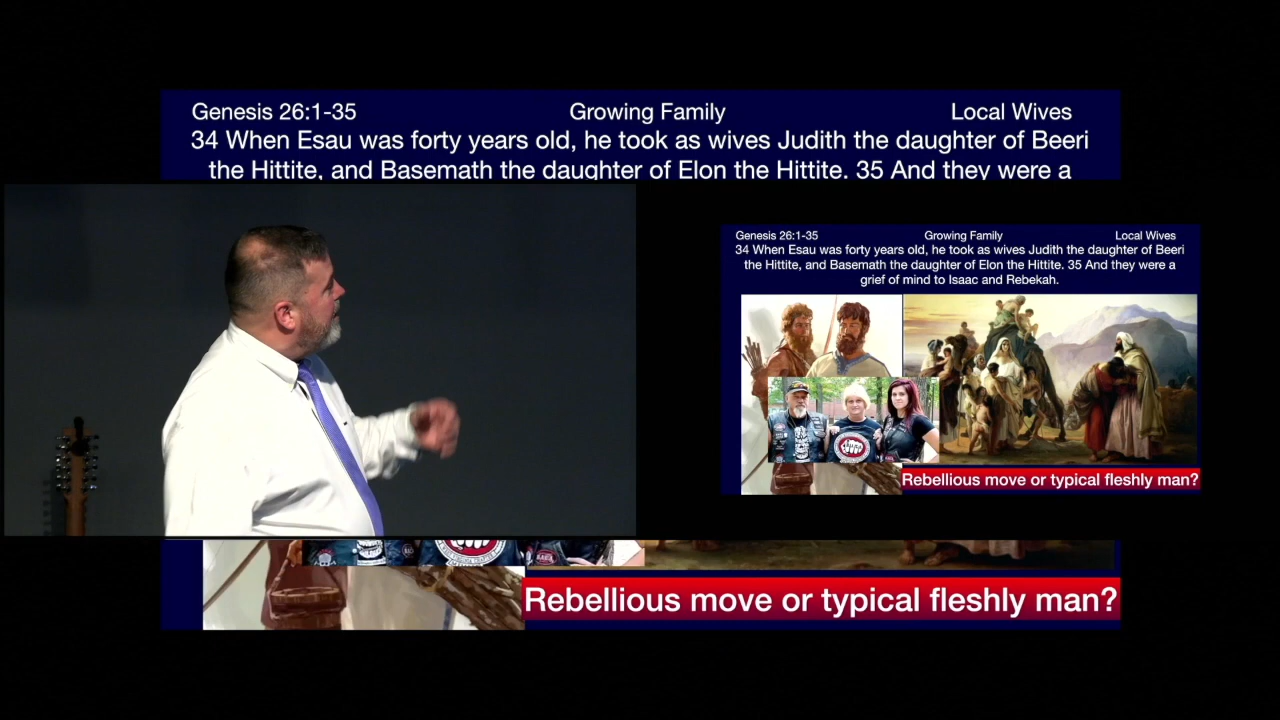 Genesis 26:1-35 Growing Family Local Wives
34 When Esau was forty years old, he took as wives Judith the daughter of Beeri
the Hittite, and Basemath the daughter of Elon the Hittite. 35 And they were a
Genesis 26:1-35 Growing Family Local Wives
34 When Esau was forty years old, he took as wives Judith the daughter of Beeri
the Hittite, and Basemath the daughter of Elon the Hittite. 35 And they were a
grief of mind to Isaac and Rebekah.
Rebellious move or typical fleshly man?
Rebellious move or typical fleshly man?